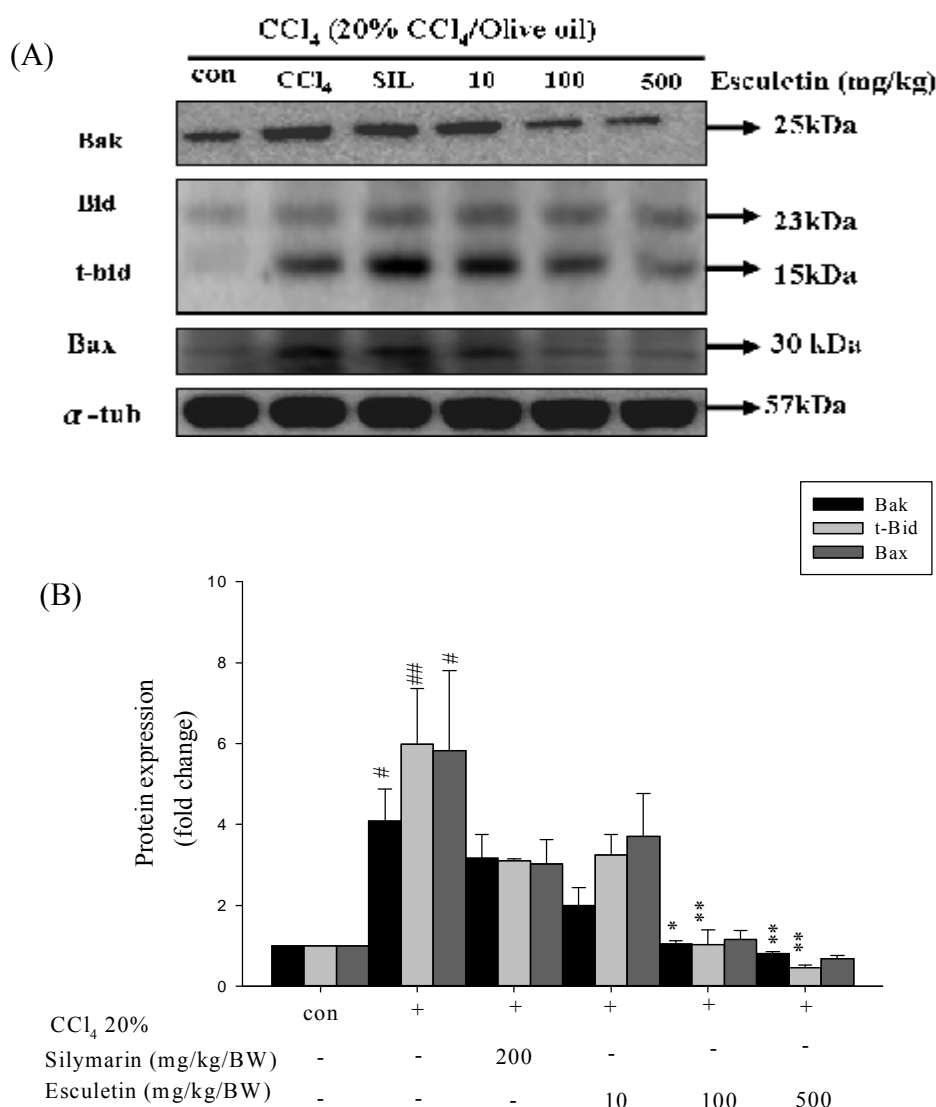 (A)
CCl₄ (20% CCl₄/Olive oil)
con CCl₄ SIL 10 100 500 Esculetin (mg/kg)
Bak 25kDa
Bid 23kDa
t-bid 15kDa
Bax 30 kDa
α-tub 57kDa
Bak
t-Bid
Bax
(B)
Protein expression
(fold change)
10
8
6
4
2
0
# ## #
* ** ** **
con + + + + +
CCl₄ 20%
Silymarin (mg/kg/BW) - - 200 - - -
Esculetin (mg/kg/BW) - - - 10 100 500